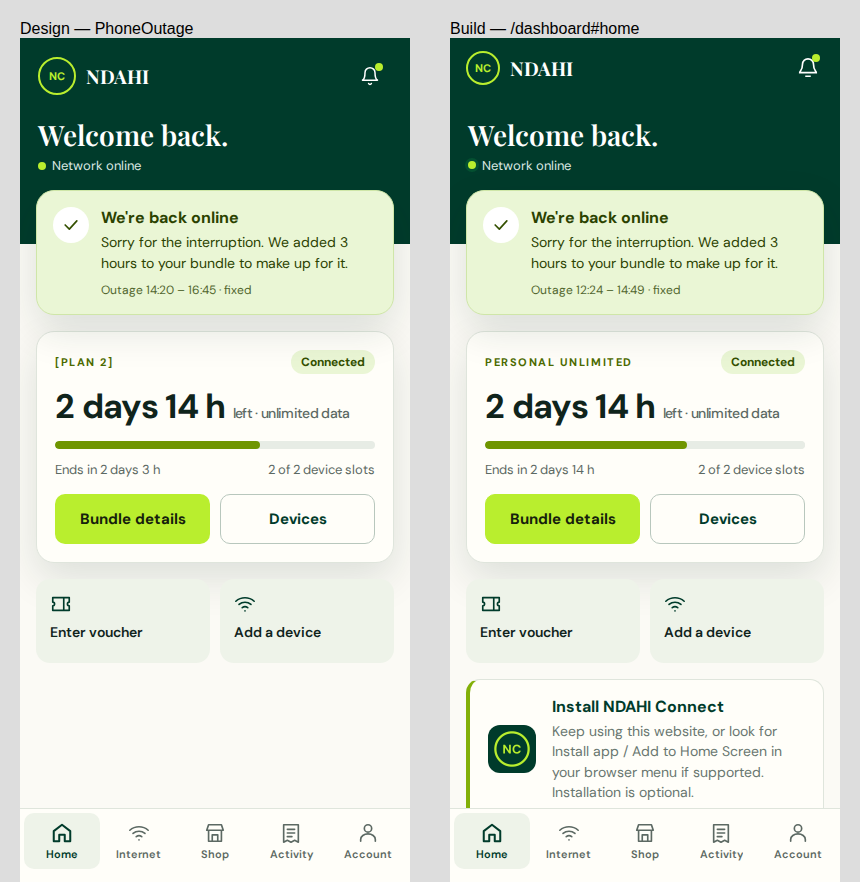 Design — PhoneOutage
NC
NDAHI
Welcome back.
Network online
We're back online
Sorry for the interruption. We added 3
hours to your bundle to make up for it.
Outage 14:20 – 16:45 · fixed
[PLAN 2]
Connected
2 days 14 h left · unlimited data
Ends in 2 days 3 h
2 of 2 device slots
Bundle details
Devices
Enter voucher
Add a device
Home
Internet
Shop
Activity
Account
Build — /dashboard#home
NC
NDAHI
Welcome back.
Network online
We're back online
Sorry for the interruption. We added 3
hours to your bundle to make up for it.
Outage 12:24 – 14:49 · fixed
PERSONAL UNLIMITED
Connected
2 days 14 h left · unlimited data
Ends in 2 days 14 h
2 of 2 device slots
Bundle details
Devices
Enter voucher
Add a device
Install NDAHI Connect
NC
Keep using this website, or look for
Install app / Add to Home Screen in
your browser menu if supported.
Installation is optional.
Home
Internet
Shop
Activity
Account